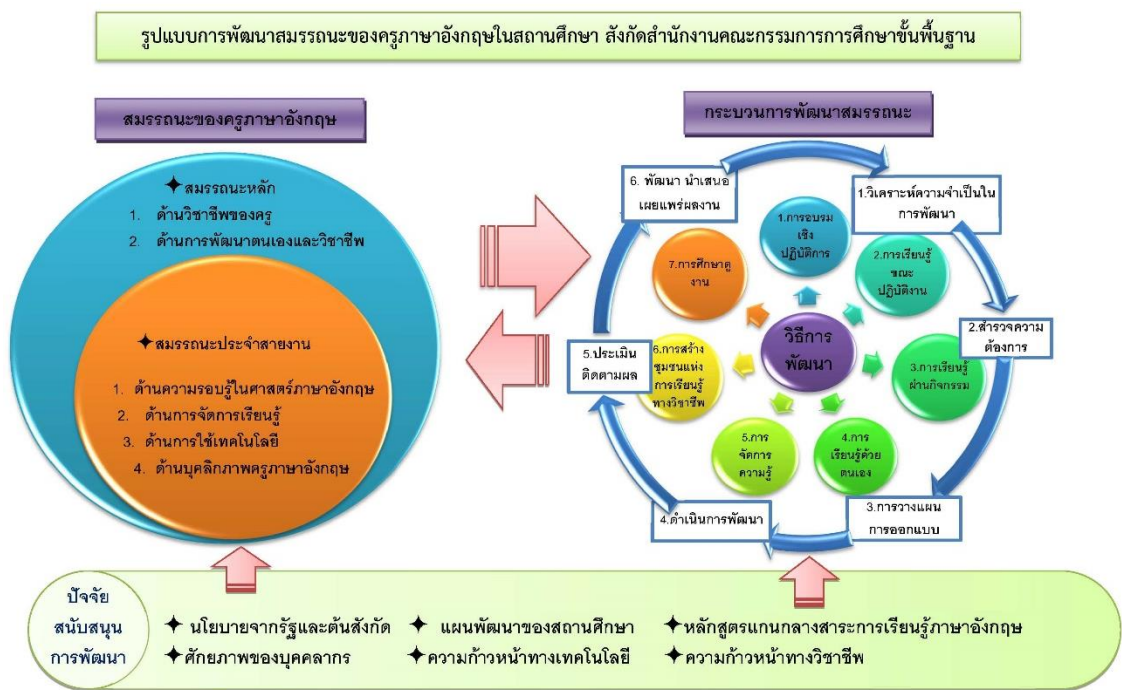 รูปแบบการพัฒนาสมรรถนะของครูภาษาอังกฤษในสถานศึกษา สังกัดสำนักงานคณะกรรมการการศึกษาขั้นพื้นฐาน
สมรรถนะของครูภาษาอังกฤษ
✦สมรรถนะหลัก
1. ด้านวิชาชีพของครู
2. ด้านการพัฒนาตนเองและวิชาชีพ
✦สมรรถนะประจำสายงาน
1. ด้านความรอบรู้ในศาสตร์ภาษาอังกฤษ
2. ด้านการจัดการเรียนรู้
3. ด้านการใช้เทคโนโลยี
4. ด้านบุคลิกภาพครูภาษาอังกฤษ
กระบวนการพัฒนาสมรรถนะ
1.วิเคราะห์ความจำเป็นใน
การพัฒนา
2.สำรวจความ
ต้องการ
3.การวางแผน
การออกแบบ
4.ดำเนินการพัฒนา
5.ประเมิน
ติดตามผล
6. พัฒนา นำเสนอ
เผยแพร่ผลงาน
วิธีการ
พัฒนา
1.การอบรม
เชิง
ปฏิบัติการ
2.การเรียนรู้
ขณะ
ปฏิบัติงาน
3.การเรียนรู้
ผ่านกิจกรรม
4.การ
เรียนรู้ด้วย
ตนเอง
5.การ
จัดการ
ความรู้
6.การสร้าง
ชุมชนแห่ง
การเรียนรู้
ทางวิชาชีพ
7.การศึกษาดู
งาน
ปัจจัย
สนับสนุน
การพัฒนา
✦ นโยบายจากรัฐและต้นสังกัด ✦ แผนพัฒนาของสถานศึกษา ✦หลักสูตรแกนกลางสาระการเรียนรู้ภาษาอังกฤษ
✦ศักยภาพของบุคคลากร ✦ความก้าวหน้าทางเทคโนโลยี ✦ความก้าวหน้าทางวิชาชีพ